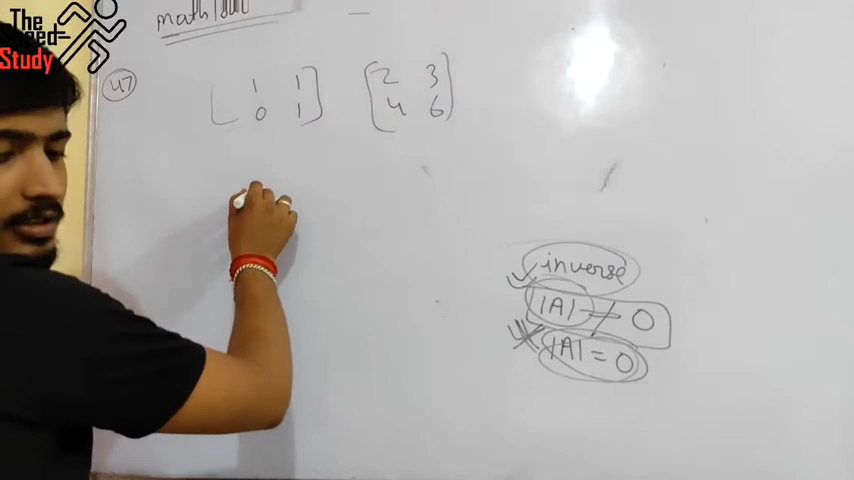 The
Speed
Study
math
47
1 1
0 1
2 3
4 6
inverse
|A| ≠ 0
|A| = 0